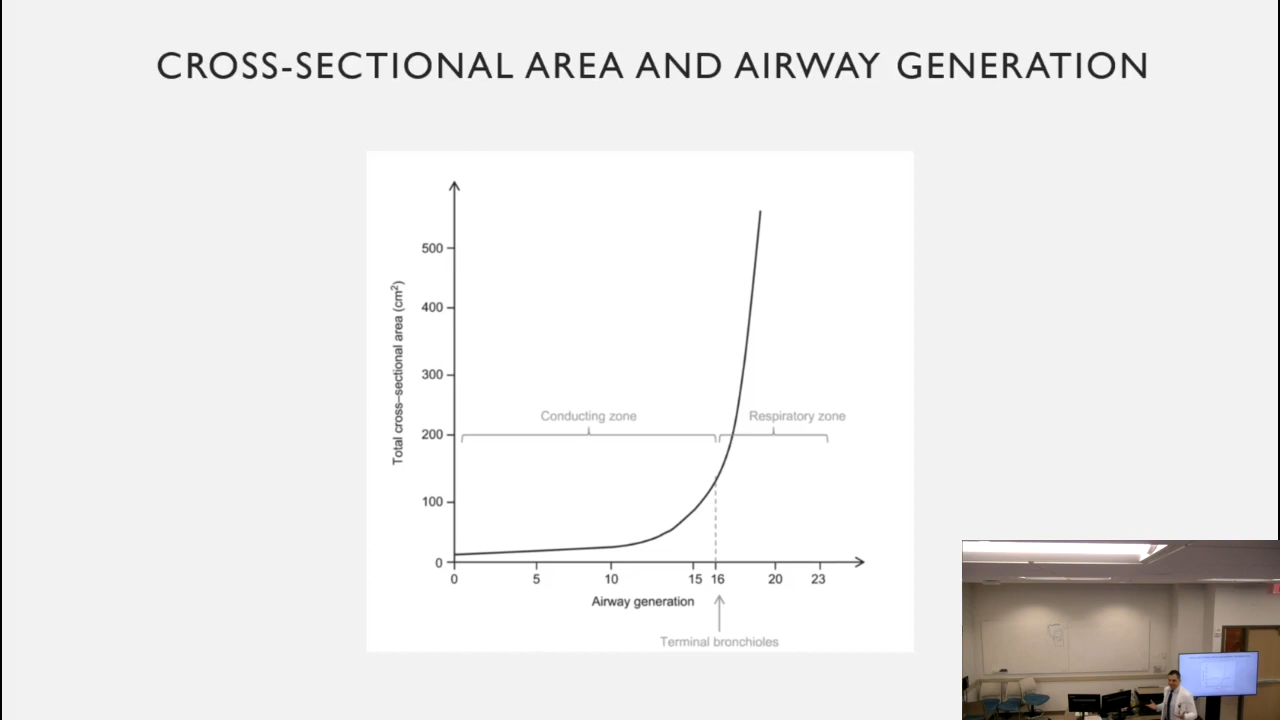 CROSS-SECTIONAL AREA AND AIRWAY GENERATION
Total cross–sectional area (cm²)
500
400
300
200
100
0
Conducting zone
Respiratory zone
0 5 10 15 16 20 23
Airway generation
Terminal bronchioles